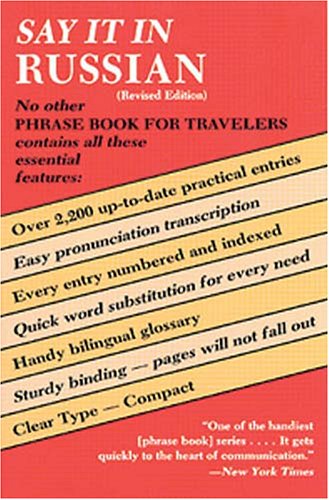 SAY IT IN
RUSSIAN
(Revised Edition)
No other
PHRASE BOOK FOR TRAVELERS
contains all these
essential
features:
Over 2,200 up-to-date practical entries
Easy pronunciation transcription
Every entry numbered and indexed
Quick word substitution for every need
Handy bilingual glossary
Sturdy binding — pages will not fall out
Clear Type — Compact
“One of the handiest
[phrase book] series . . . . It gets
quickly to the heart of communication.”
—New York Times